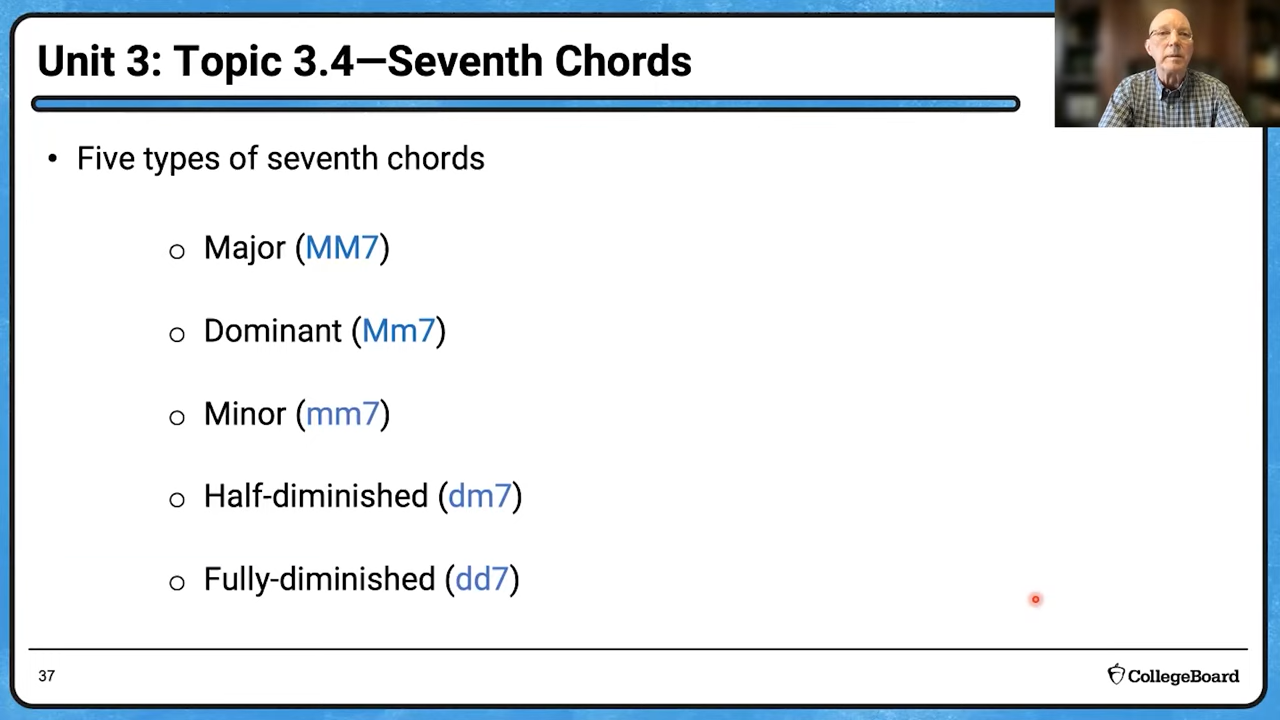 Unit 3: Topic 3.4—Seventh Chords
• Five types of seventh chords
o Major (MM7)
o Dominant (Mm7)
o Minor (mm7)
o Half-diminished (dm7)
o Fully-diminished (dd7)
37
CollegeBoard